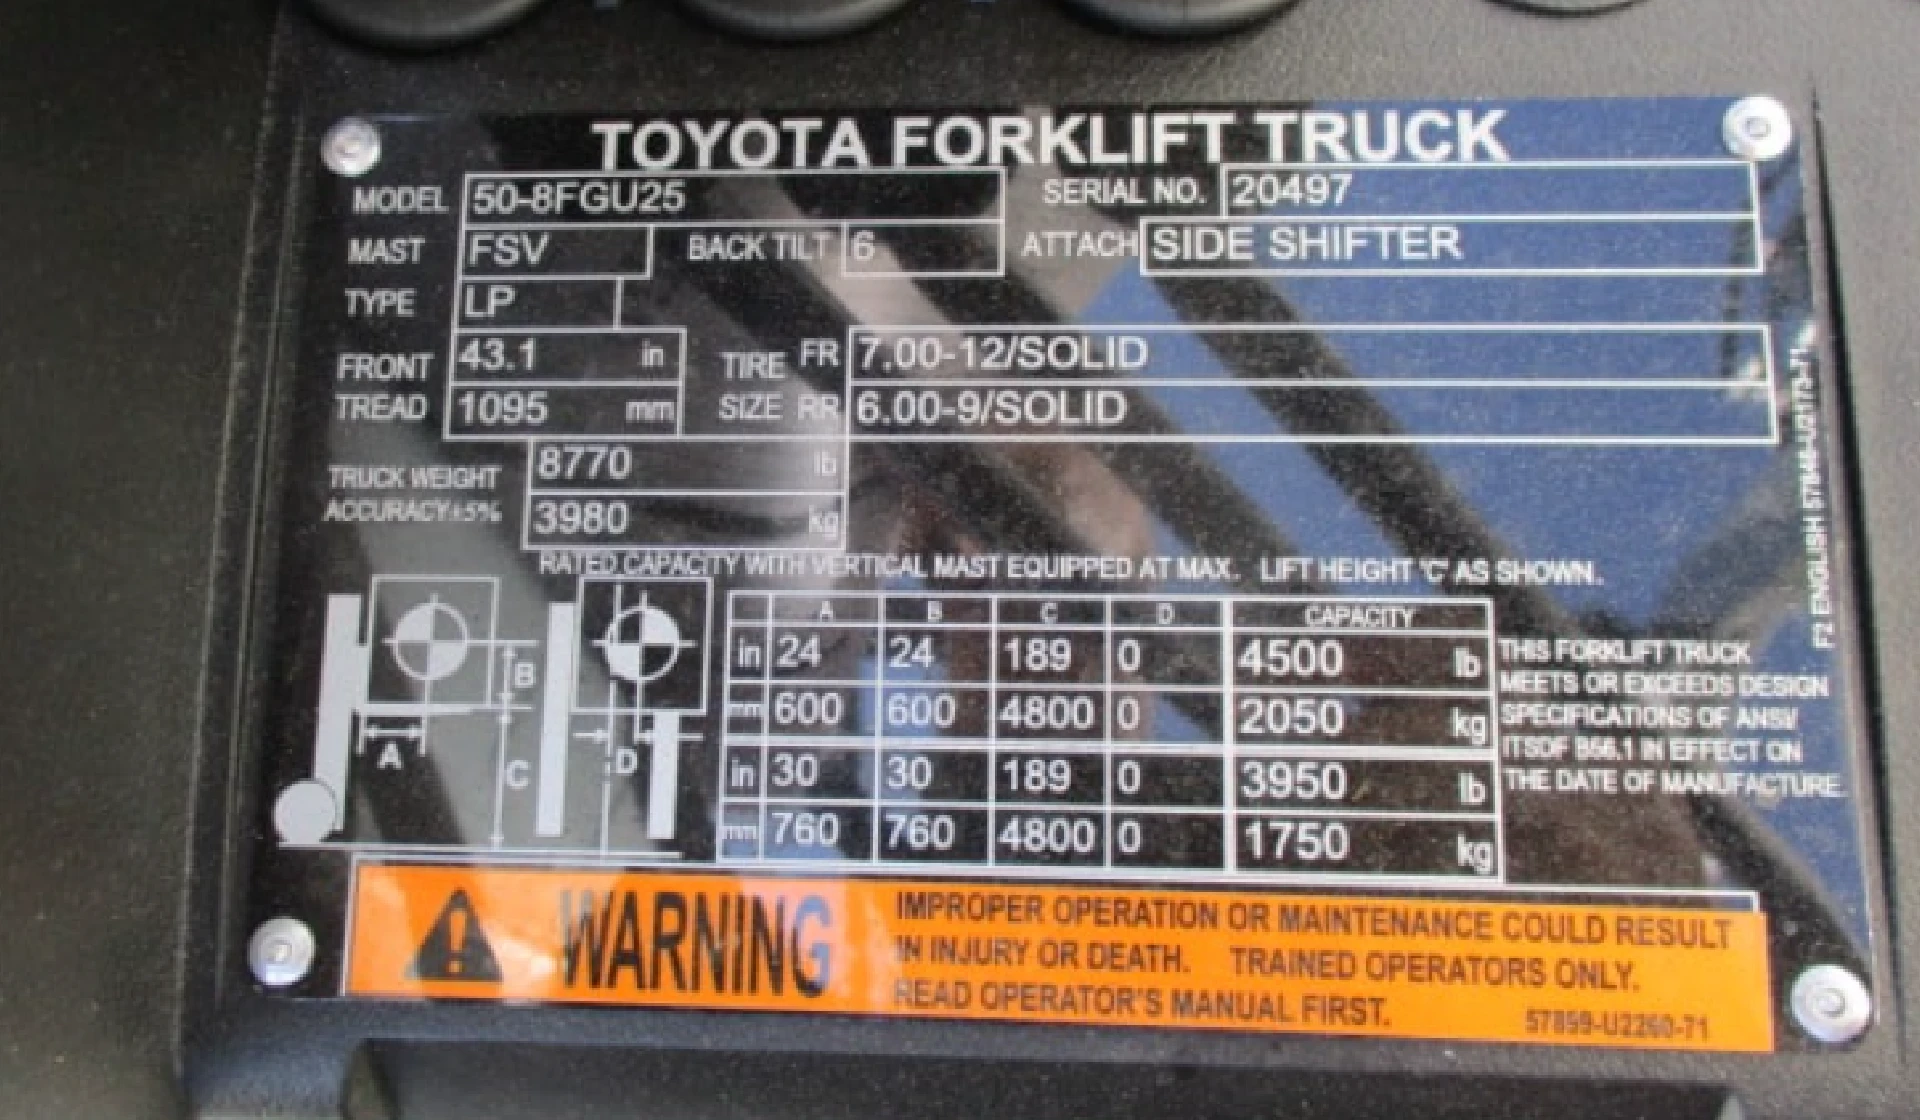 TOYOTA FORKLIFT TRUCK
MODEL 50-8FGU25 SERIAL NO. 20497
MAST FSV BACK TILT 6 ATTACH SIDE SHIFTER
TYPE LP
FRONT TREAD 43.1 in TIRE SIZE FR 7.00-12/SOLID
1095 mm RR 6.00-9/SOLID
TRUCK WEIGHT 8770 lb
ACCURACY±5% 3980 kg
RATED CAPACITY WITH VERTICAL MAST EQUIPPED AT MAX. LIFT HEIGHT 'C' AS SHOWN.
A B C D CAPACITY
in 24 24 189 0 4500 lb
mm 600 600 4800 0 2050 kg
in 30 30 189 0 3950 lb
mm 760 760 4800 0 1750 kg
B
A
C
D
THIS FORKLIFT TRUCK
MEETS OR EXCEEDS DESIGN
SPECIFICATIONS OF ANSI/
ITSDF B56.1 IN EFFECT ON
THE DATE OF MANUFACTURE.
F2 ENGLISH
WARNING
IMPROPER OPERATION OR MAINTENANCE COULD RESULT
IN INJURY OR DEATH. TRAINED OPERATORS ONLY.
READ OPERATOR'S MANUAL FIRST.
57899-U2260-71